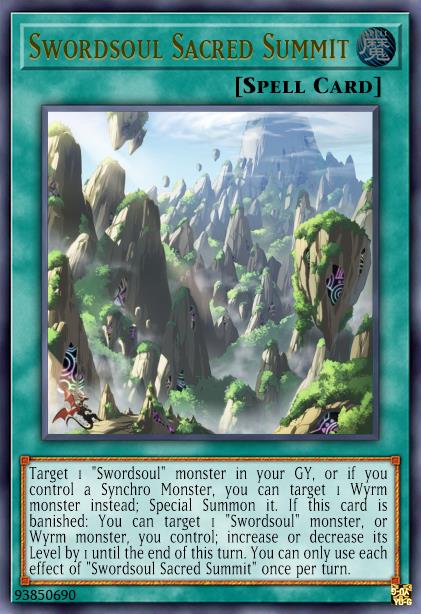 Swordsoul Sacred Summit 魔
[Spell Card]
Target 1 "Swordsoul" monster in your GY, or if you
control a Synchro Monster, you can target 1 Wyrm
monster instead; Special Summon it. If this card is
banished: You can target 1 "Swordsoul" monster, or
Wyrm monster, you control; increase or decrease its
Level by 1 until the end of this turn. You can only use each
effect of "Swordsoul Sacred Summit" once per turn.
93850690